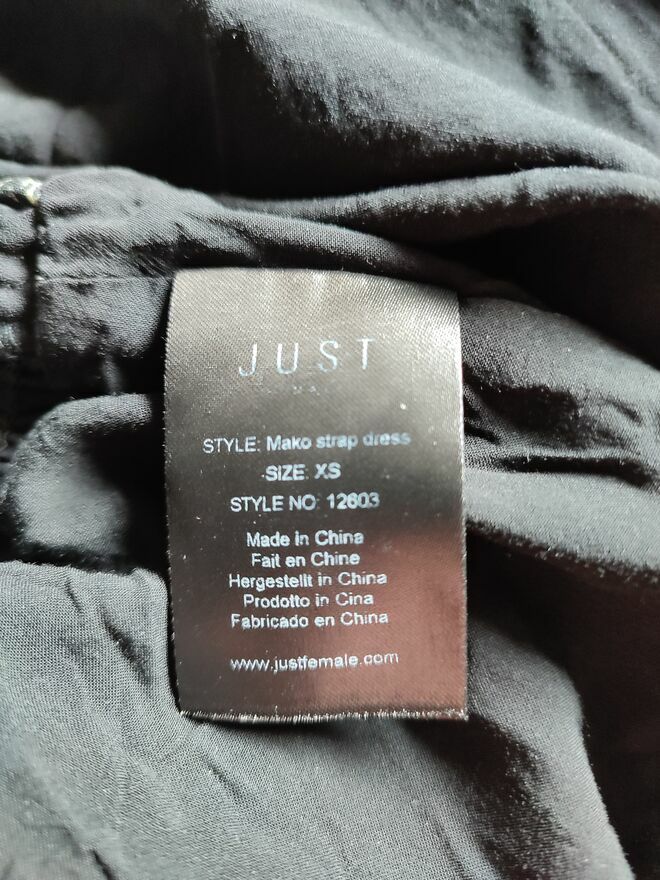 JUST
STYLE: Mako strap dress
SIZE: XS
STYLE NO: 12603
Made in China
Fait en Chine
Hergestellt in China
Prodotto in Cina
Fabricado en China
www.justfemale.com